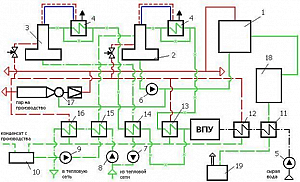 4
4
1
3
2
18
6
пар на
производство
17
конденсат с
производства
16
15
14
13
ВПУ
12
11
10
9
8
7
19
5
в тепловую
сеть
из тепловой
сети
сырая
вода